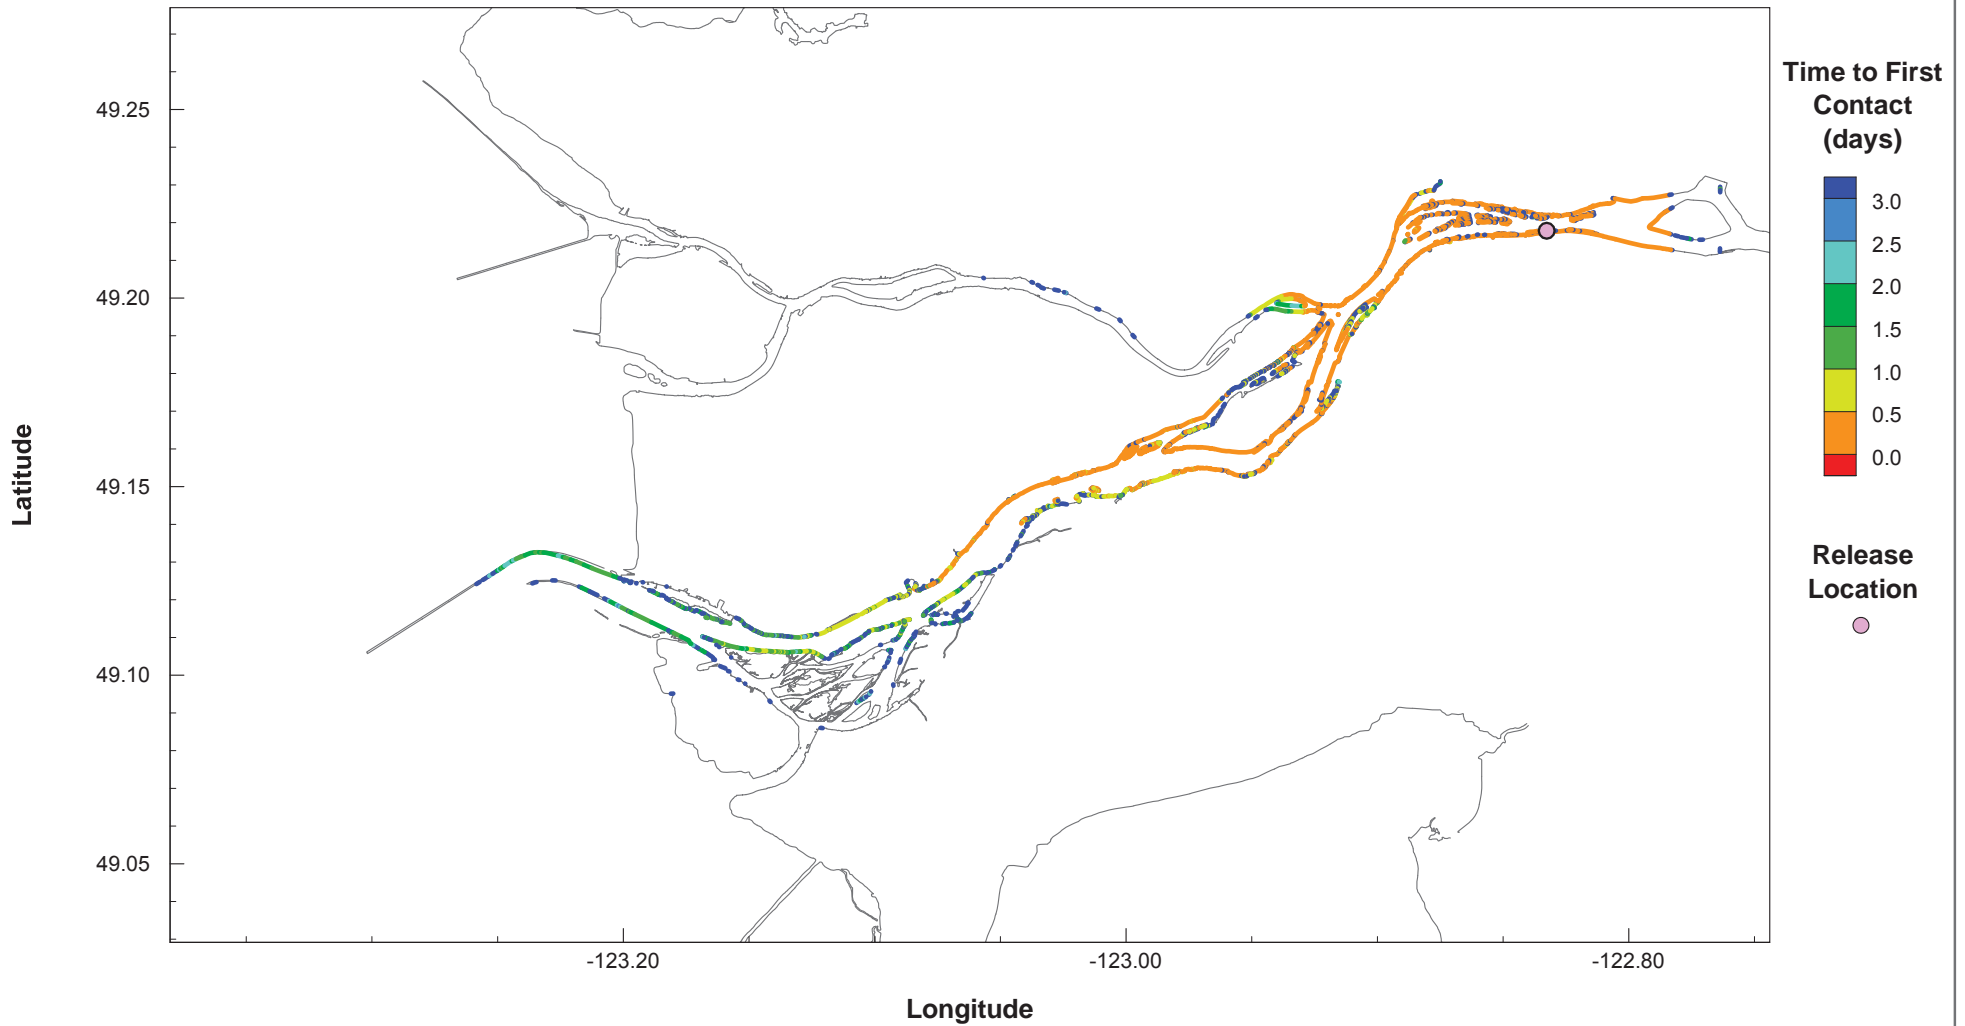 49.25
49.20
49.15
49.10
49.05
Latitude
-123.20
-123.00
-122.80
Longitude
Time to First
Contact
(days)
3.0
2.5
2.0
1.5
1.0
0.5
0.0
Release
Location